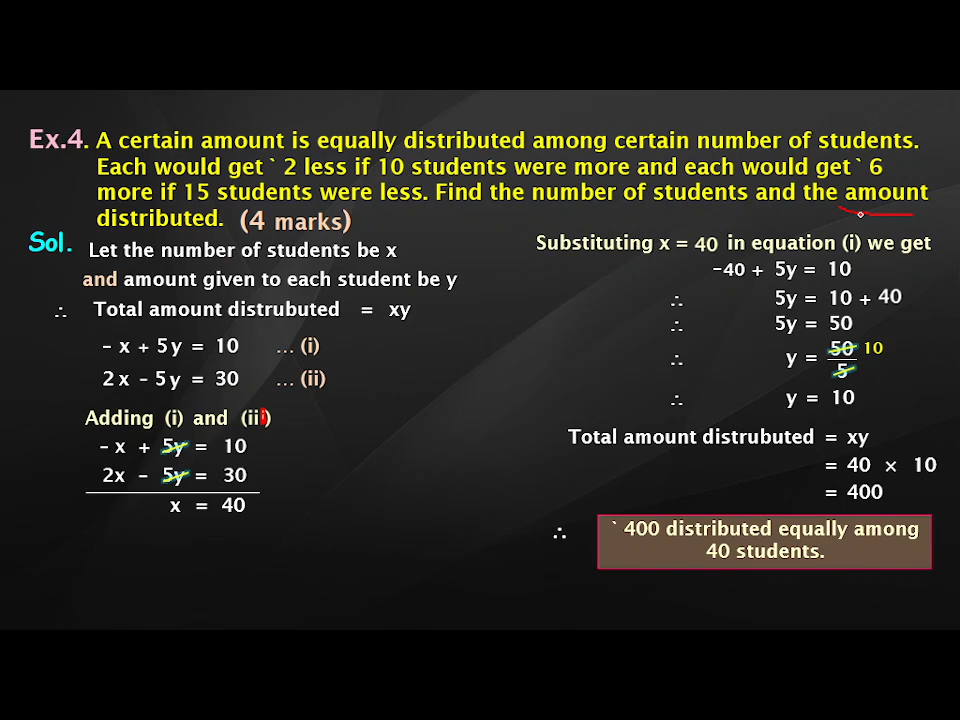 Ex.4. A certain amount is equally distributed among certain number of students.
Each would get ` 2 less if 10 students were more and each would get ` 6
more if 15 students were less. Find the number of students and the amount
distributed. (4 marks)
Sol. Let the number of students be x
and amount given to each student be y
∴ Total amount distrubuted = xy
– x + 5y = 10 ... (i)
2x – 5y = 30 ... (ii)
Adding (i) and (iii)
– x + 5y = 10
2x – 5y = 30
x = 40
Substituting x = 40 in equation (i) we get
–40 + 5y = 10
∴ 5y = 10 + 40
∴ 5y = 50
∴ y = 50/5 10
∴ y = 10
Total amount distrubuted = xy
= 40 × 10
= 400
∴ ` 400 distributed equally among
40 students.